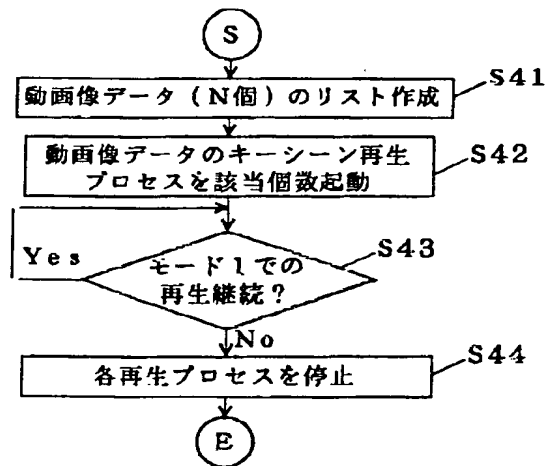 S
S41
動画像データ(N個)のリスト作成
S42
動画像データのキーシーン再生
プロセスを該当個数起動
Yes
S43
モード1での
再生継続?
No
S44
各再生プロセスを停止
E